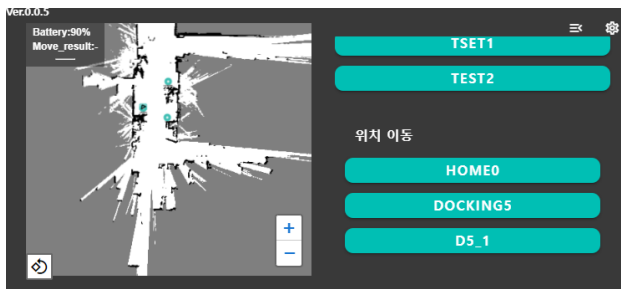 Ver.0.0.5
Battery:90%
Move_result:-
TSET1
TEST2
위치 이동
HOME0
DOCKING5
D5_1
+
−